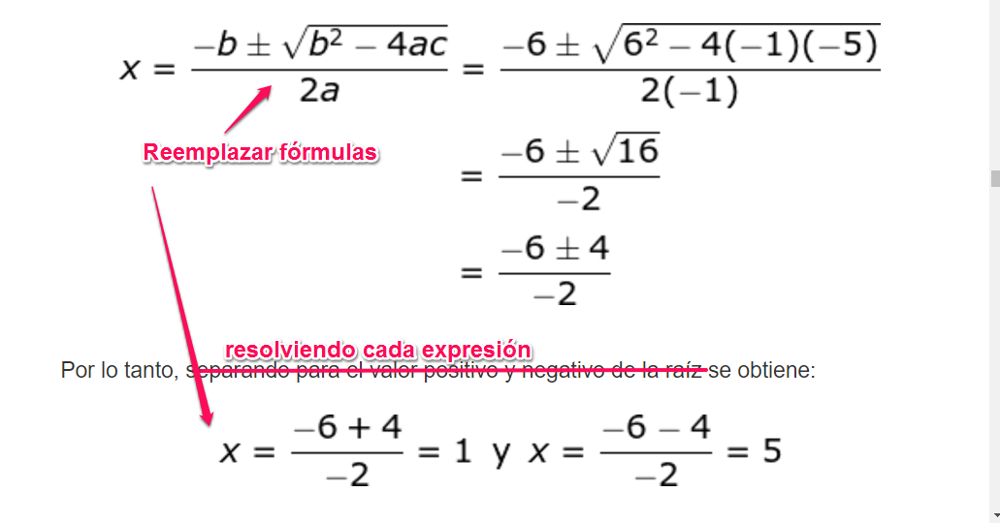 x = \frac{-b \pm \sqrt{b^2 - 4ac}}{2a} = \frac{-6 \pm \sqrt{6^2 - 4(-1)(-5)}}{2(-1)}
Reemplazar fórmulas
= \frac{-6 \pm \sqrt{16}}{-2}
= \frac{-6 \pm 4}{-2}
resolviendo cada expresión
Por lo tanto, separando para el valor positivo y negativo de la raíz se obtiene:
x = \frac{-6 + 4}{-2} = 1 y x = \frac{-6 - 4}{-2} = 5